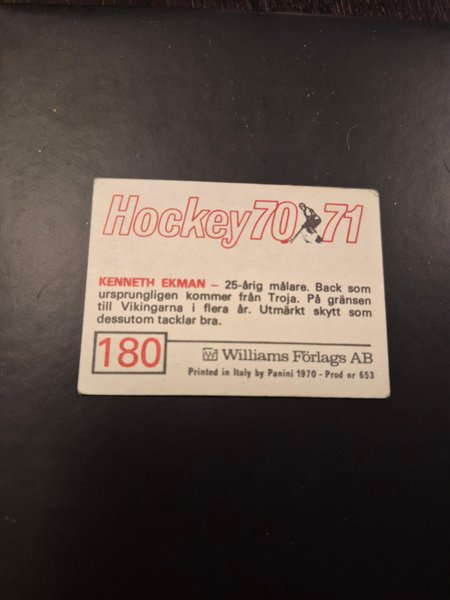 Hockey 70 71
KENNETH EKMAN – 25-årig målare. Back som
ursprungligen kommer från Troja. På gränsen
till Vikingarna i flera år. Utmärkt skytt som
dessutom tacklar bra.
180
W Williams Förlags AB
Printed in Italy by Panini 1970 - Prod nr 653